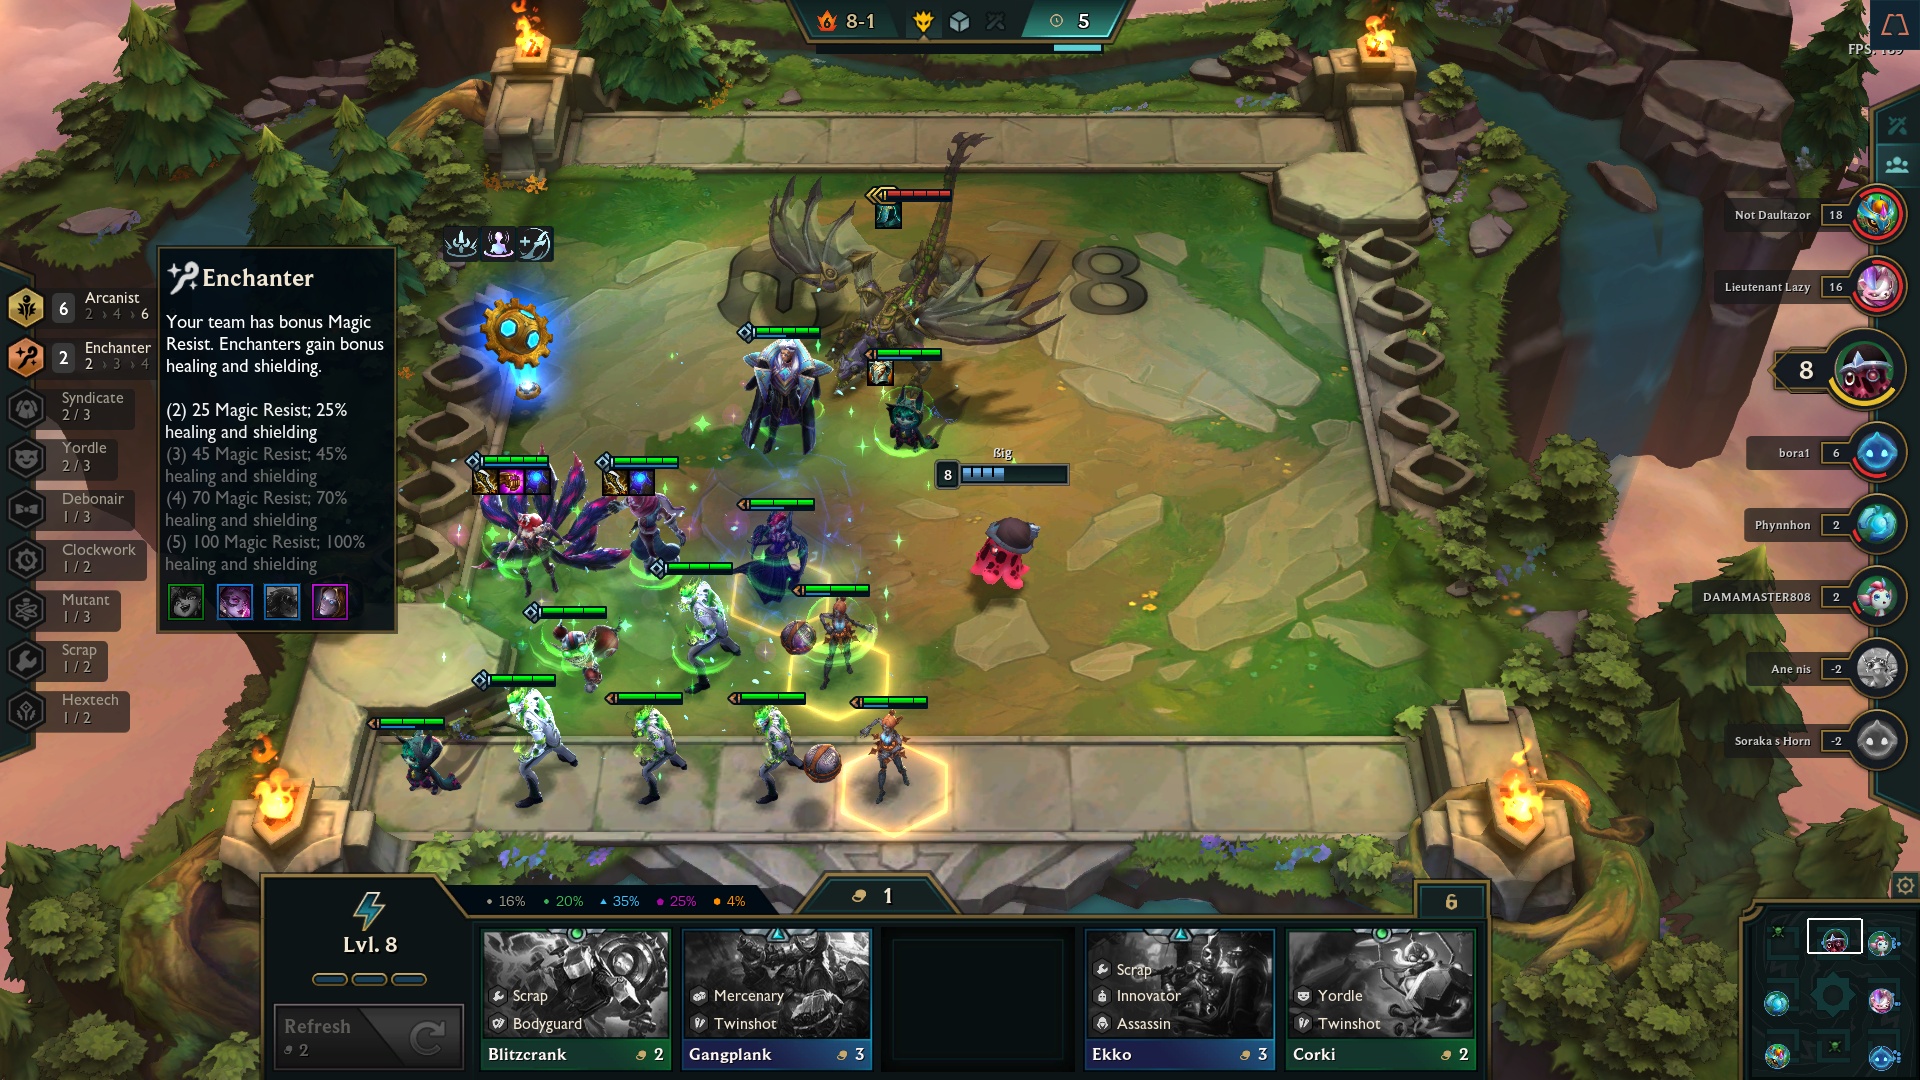 8-1
5
FPS: 169
/8
Enchanter
Your team has bonus Magic
Resist. Enchanters gain bonus
healing and shielding.
(2) 25 Magic Resist; 25%
healing and shielding
(3) 45 Magic Resist; 45%
healing and shielding
(4) 70 Magic Resist; 70%
healing and shielding
(5) 100 Magic Resist; 100%
healing and shielding
6
Arcanist
2 › 4 › 6
2
Enchanter
2 › 3 › 4
Syndicate
2 / 3
Yordle
2 / 3
Debonair
1 / 3
Clockwork
1 / 2
Mutant
1 / 3
Scrap
1 / 2
Hextech
1 / 2
ßig
8
Not Daultazor 18
Lieutenant Lazy 16
8
bora1 6
Phynnhon 2
DAMAMASTER808 2
Ane nis -2
Soraka s Horn -2
Lvl. 8
16% 20% 35% 25% 4%
1
6
Refresh
2
Scrap
Bodyguard
Blitzcrank 2
Mercenary
Twinshot
Gangplank 3
Scrap
Innovator
Assassin
Ekko 3
Yordle
Twinshot
Corki 2